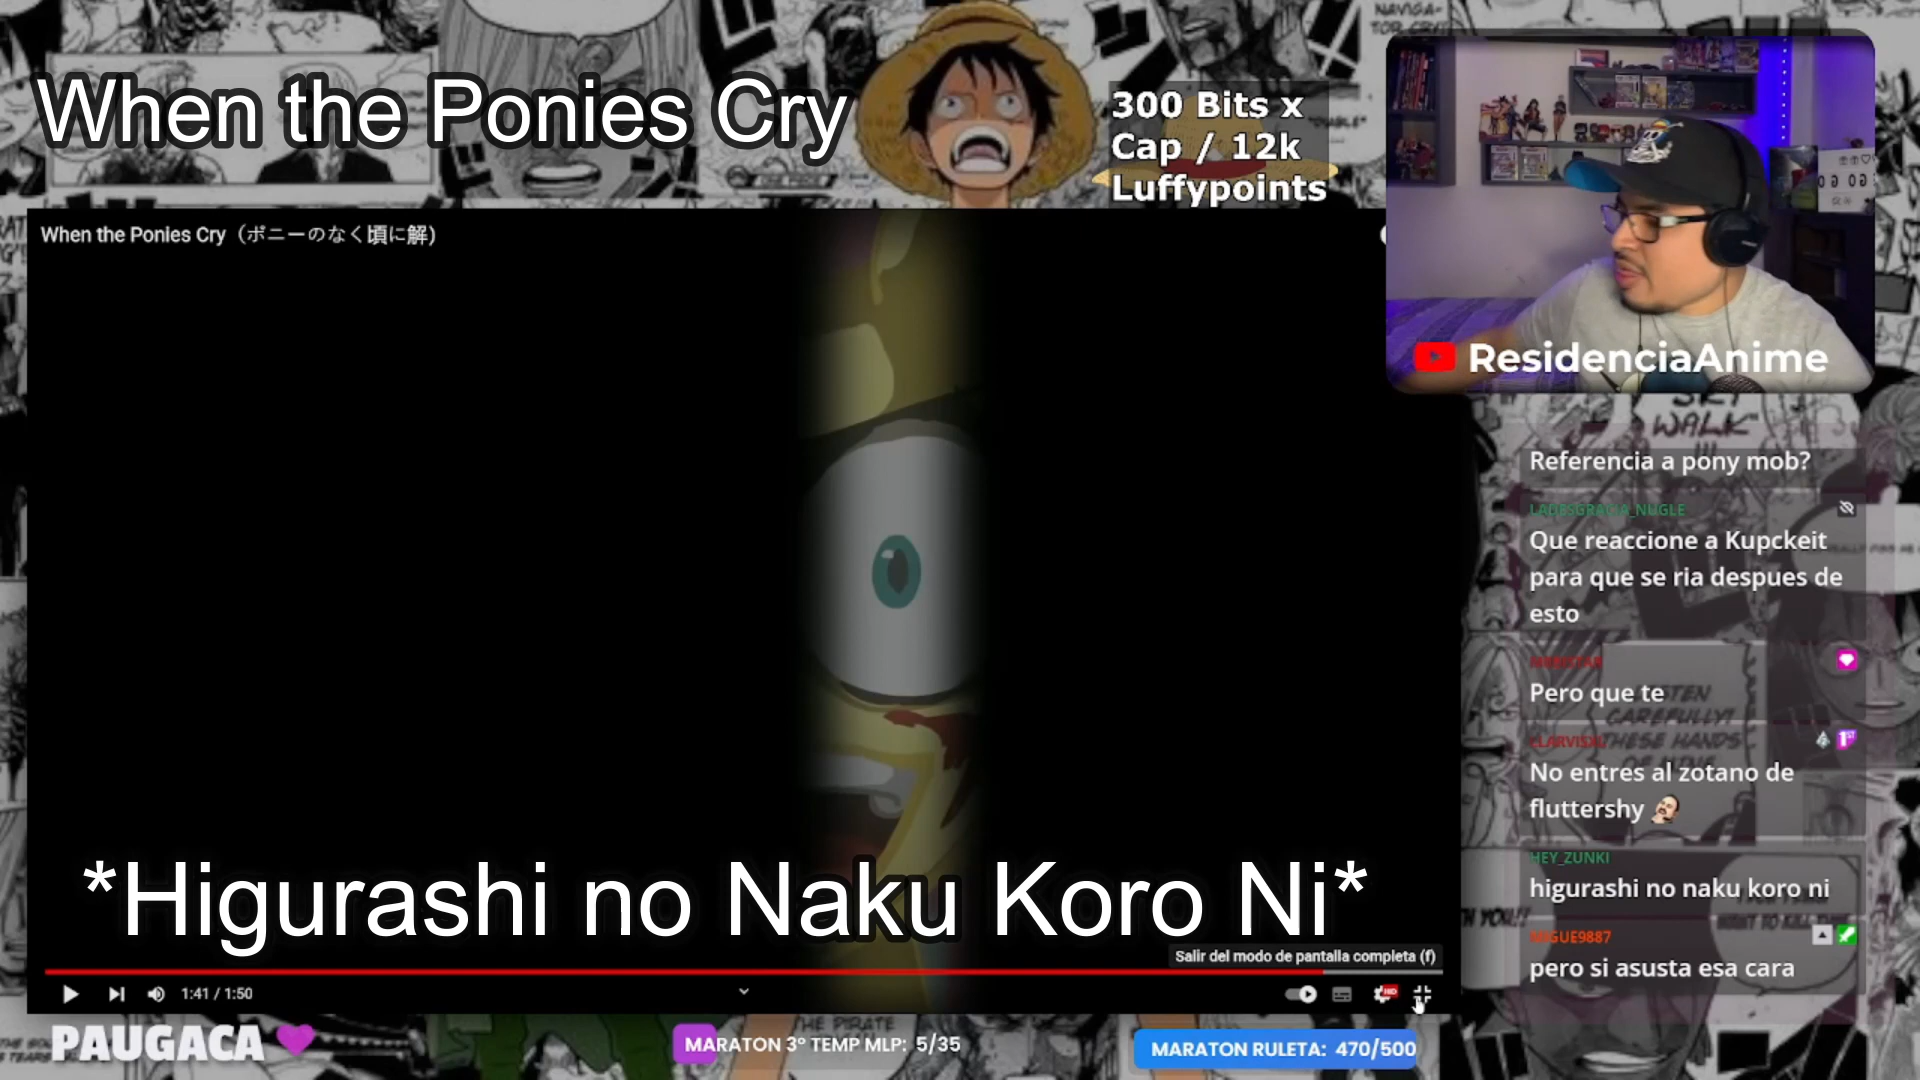 When the Ponies Cry
300 Bits x
Cap / 12k
Luffypoints
When the Ponies Cry（ポニーのなく頃に解)
ResidenciaAnime
Referencia a pony mob?
LADESGRACIA_NUGLE
Que reaccione a Kupckeit
para que se ria despues de
esto
Pero que te
No entres al zotano de
fluttershy
HEY_ZUNKI
higurashi no naku koro ni
pero si asusta esa cara
*Higurashi no Naku Koro Ni*
Salir del modo de pantalla completa (f)
1:41 / 1:50
HD
PAUGACA
MARATON 3º TEMP MLP: 5/35
MARATON RULETA: 470/500